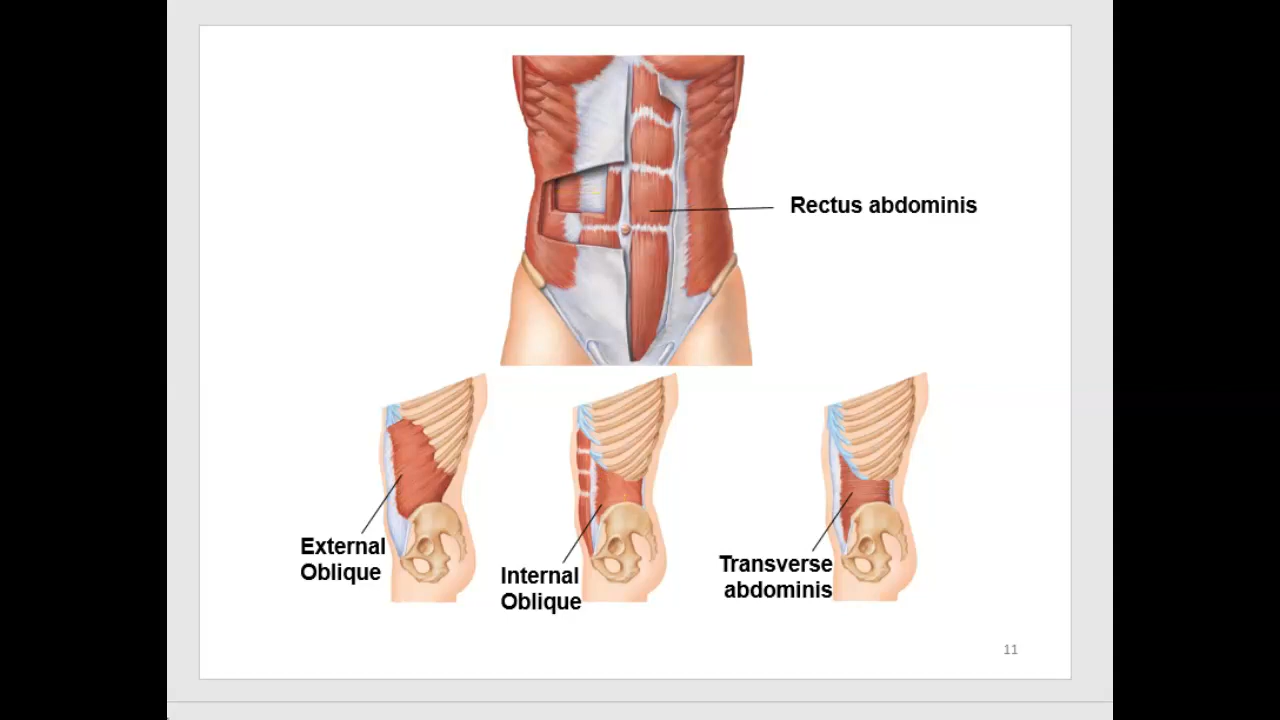 Rectus abdominis
External
Oblique
Internal
Oblique
Transverse
abdominis
11